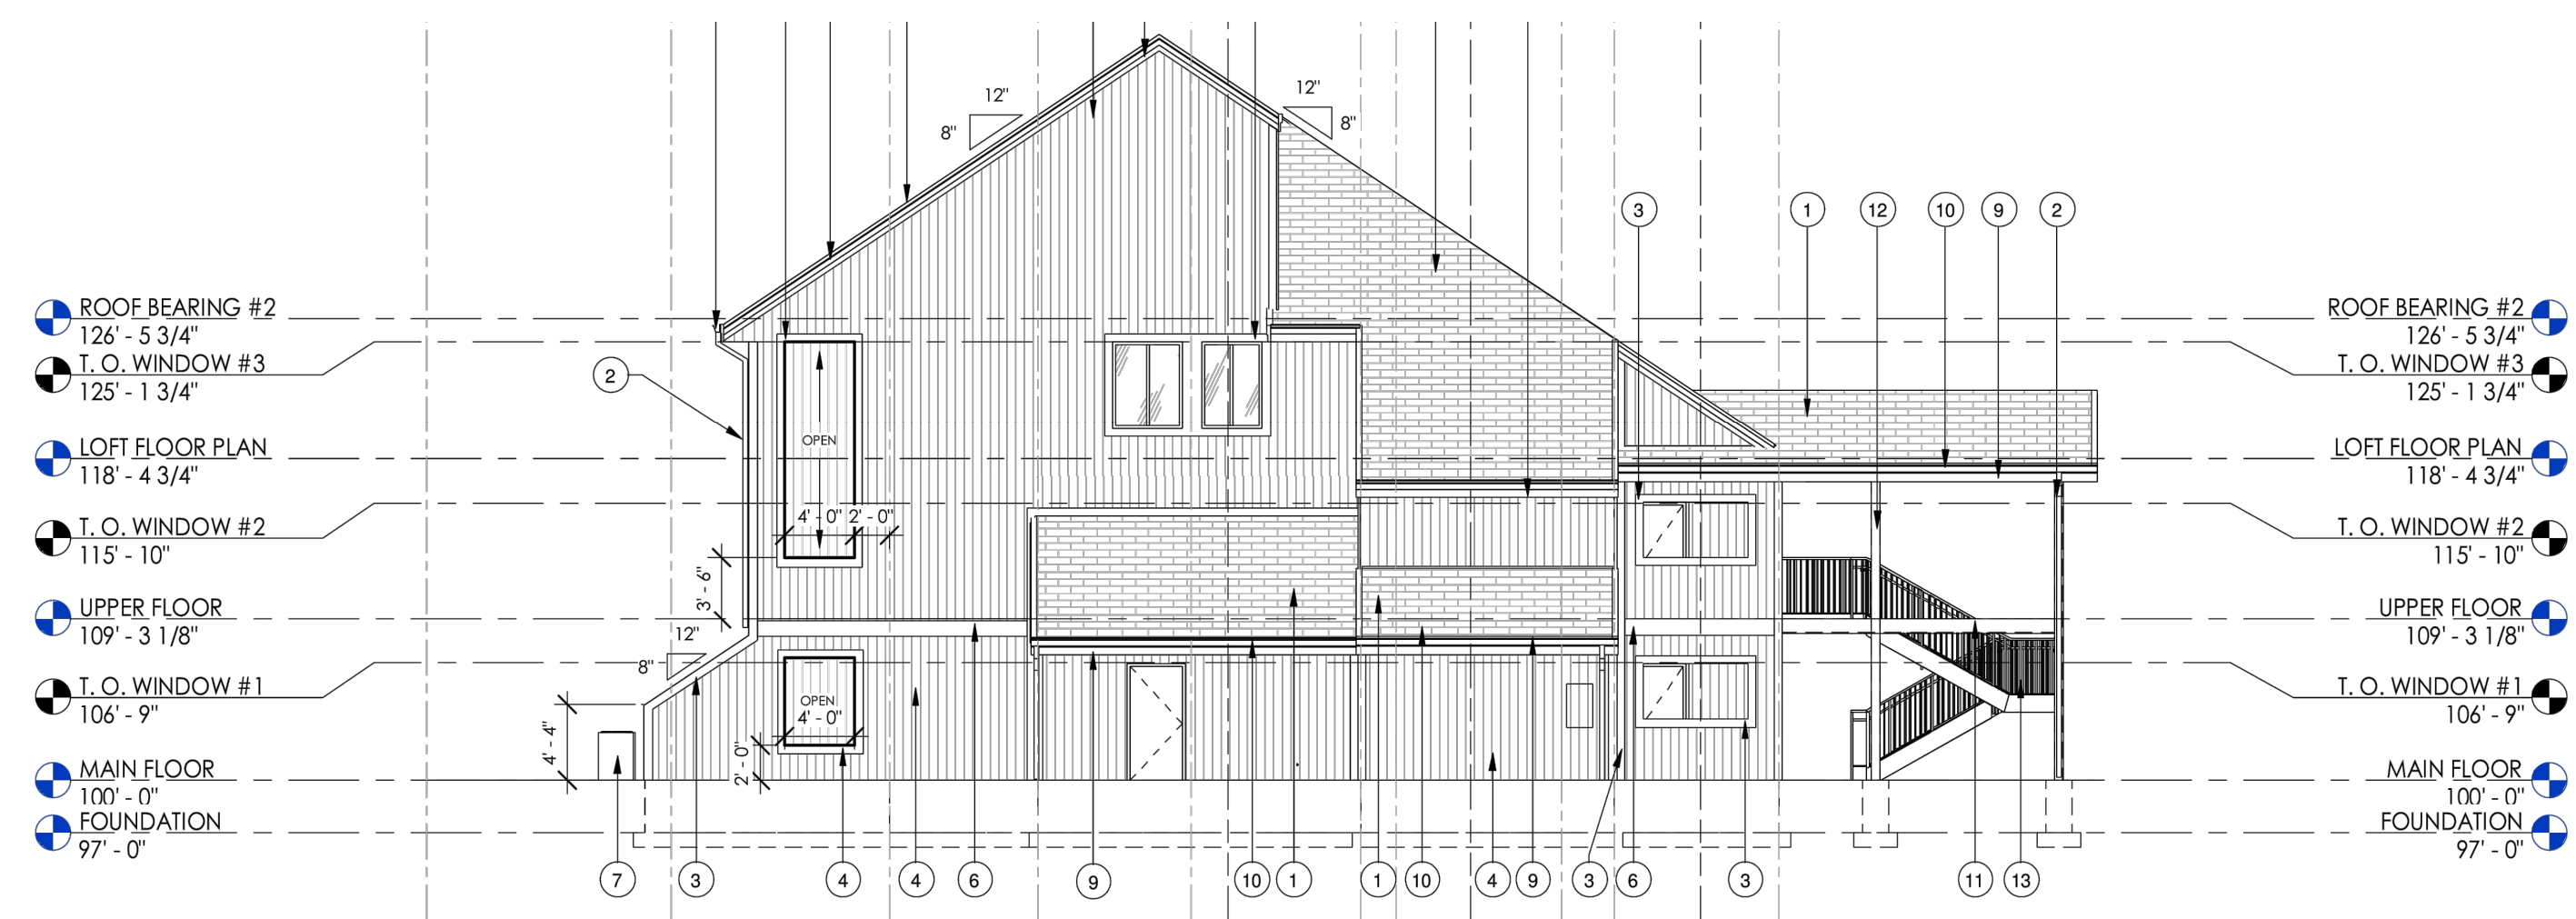 12"
8"
12"
8"
3
1
12
10
9
2
ROOF BEARING #2
126' - 5 3/4"
T. O. WINDOW #3
125' - 1 3/4"
LOFT FLOOR PLAN
118' - 4 3/4"
T. O. WINDOW #2
115' - 10"
UPPER FLOOR
109' - 3 1/8"
T. O. WINDOW #1
106' - 9"
MAIN FLOOR
100' - 0"
FOUNDATION
97' - 0"
2
OPEN
4' - 0" 2' - 0"
3' - 6"
12"
8"
OPEN
4' - 0"
4' - 4"
2' - 0"
ROOF BEARING #2
126' - 5 3/4"
T. O. WINDOW #3
125' - 1 3/4"
LOFT FLOOR PLAN
118' - 4 3/4"
T. O. WINDOW #2
115' - 10"
UPPER FLOOR
109' - 3 1/8"
T. O. WINDOW #1
106' - 9"
MAIN FLOOR
100' - 0"
FOUNDATION
97' - 0"
7
3
4
4
6
9
10
1
1
10
4
9
3
6
3
11
13